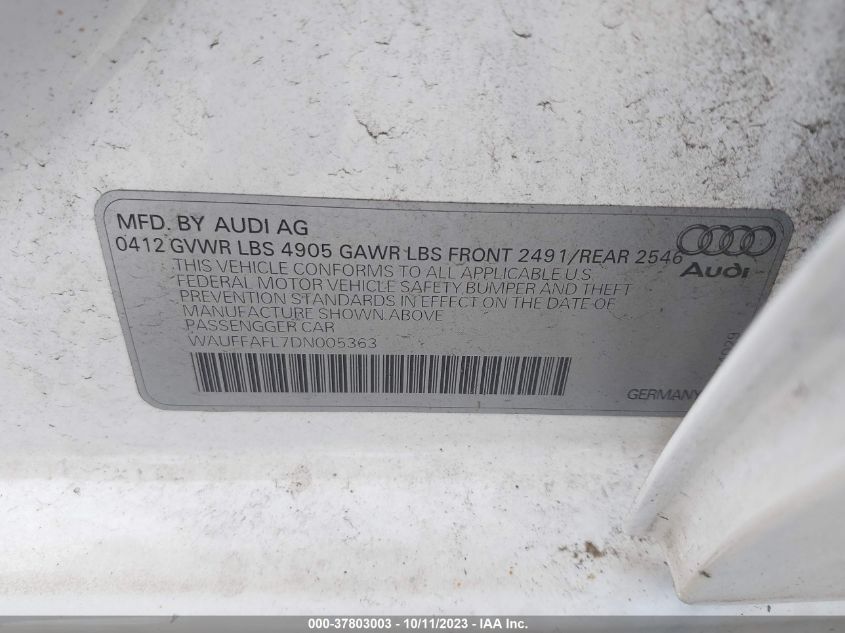 MFD. BY AUDI AG
0412 GVWR LBS 4905 GAWR LBS FRONT 2491/REAR 2546
THIS VEHICLE CONFORMS TO ALL APPLICABLE U.S.
FEDERAL MOTOR VEHICLE SAFETY, BUMPER AND THEFT
PREVENTION STANDARDS IN EFFECT ON THE DATE OF
MANUFACTURE SHOWN ABOVE
PASSENGGER CAR
WAUFFAFL7DN005363
Audi
GERMANY
000-37803003 - 10/11/2023 - IAA Inc.